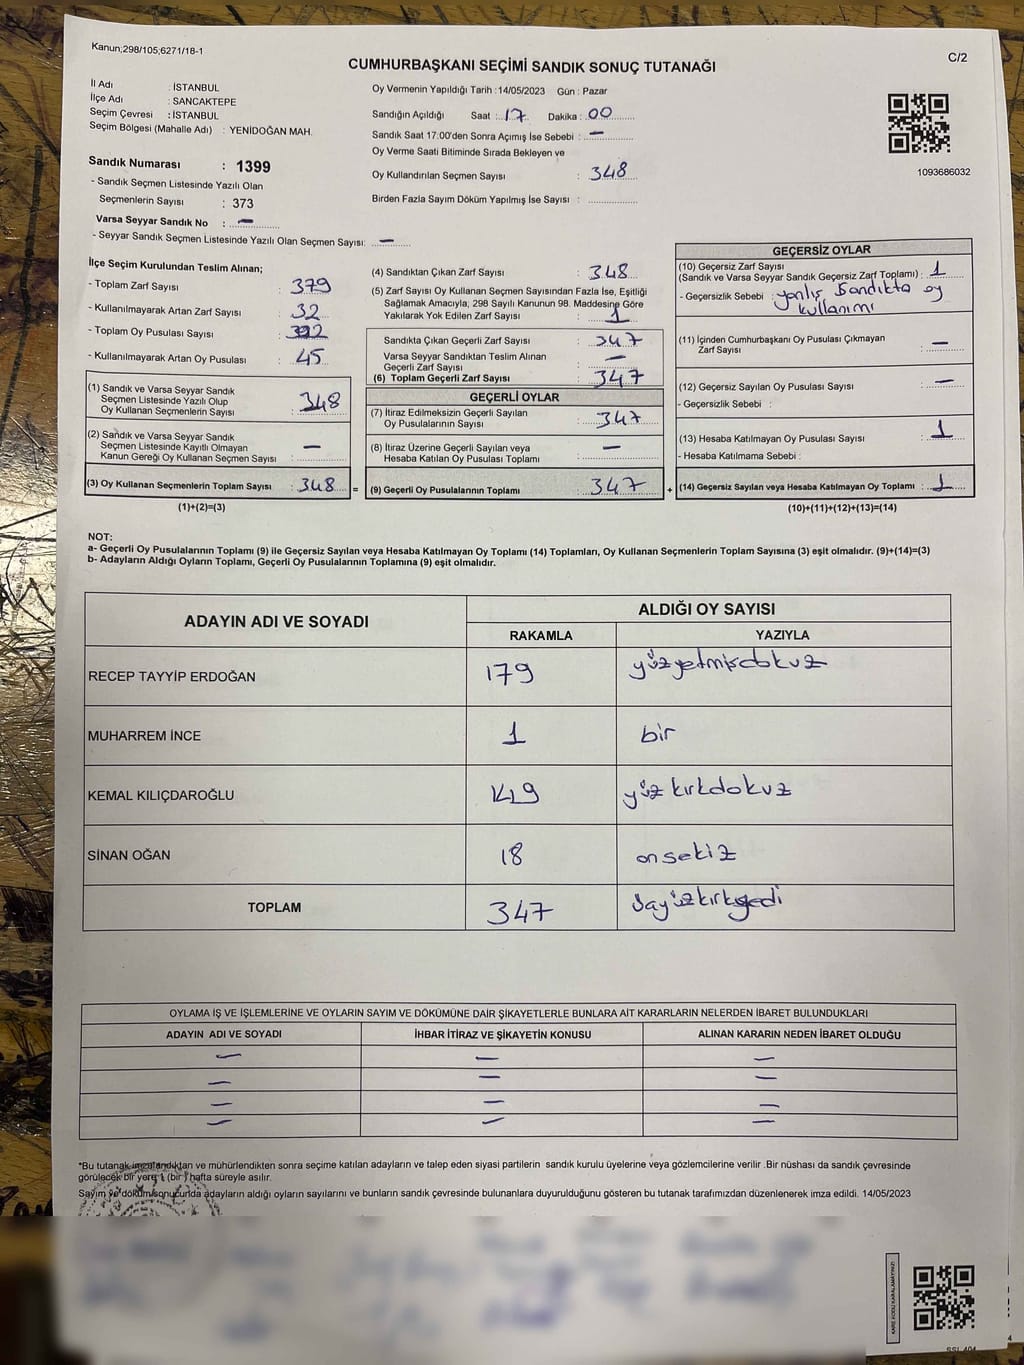 Kanun;298/105;6271/18-1
C/2
CUMHURBAŞKANI SEÇİMİ SANDIK SONUÇ TUTANAĞI
İl Adı : İSTANBUL
İlçe Adı : SANCAKTEPE
Seçim Çevresi : İSTANBUL
Seçim Bölgesi (Mahalle Adı) : YENİDOĞAN MAH.
Sandık Numarası : 1399
- Sandık Seçmen Listesinde Yazılı Olan
Seçmenlerin Sayısı : 373
Varsa Seyyar Sandık No : -
- Seyyar Sandık Seçmen Listesinde Yazılı Olan Seçmen Sayısı: -
Oy Vermenin Yapıldığı Tarih :14/05/2023 Gün : Pazar
Sandığın Açıldığı Saat : 17 Dakika : 00
Sandık Saat 17:00'den Sonra Açımış İse Sebebi : -
Oy Verme Saati Bitiminde Sırada Bekleyen ve
Oy Kullandırılan Seçmen Sayısı : 348
Birden Fazla Sayım Döküm Yapılmış İse Sayısı :
1093686032
İlçe Seçim Kurulundan Teslim Alınan;
- Toplam Zarf Sayısı : 379
- Kullanılmayarak Artan Zarf Sayısı : 32
- Toplam Oy Pusulası Sayısı :
- Kullanılmayarak Artan Oy Pusulası : 45
(1) Sandık ve Varsa Seyyar Sandık
Seçmen Listesinde Yazılı Olup
Oy Kullanan Seçmenlerin Sayısı : 348
(2) Sandık ve Varsa Seyyar Sandık
Seçmen Listesinde Kayıtlı Olmayan
Kanun Gereği Oy Kullanan Seçmen Sayısı : -
(3) Oy Kullanan Seçmenlerin Toplam Sayısı : 348 =
(1)+(2)=(3)
(4) Sandıktan Çıkan Zarf Sayısı : 348
(5) Zarf Sayısı Oy Kullanan Seçmen Sayısından Fazla İse, Eşitliği
Sağlamak Amacıyla, 298 Sayılı Kanunun 98. Maddesine Göre
Yakılarak Yok Edilen Zarf Sayısı : 1
Sandıkta Çıkan Geçerli Zarf Sayısı : 347
Varsa Seyyar Sandıktan Teslim Alınan
Geçerli Zarf Sayısı : -
(6) Toplam Geçerli Zarf Sayısı : 347
GEÇERLİ OYLAR
(7) İtiraz Edilmeksizin Geçerli Sayılan
Oy Pusulalarının Sayısı : 347
(8) İtiraz Üzerine Geçerli Sayılan veya
Hesaba Katılan Oy Pusulası Toplamı : -
(9) Geçerli Oy Pusulalarının Toplamı : 347 +
GEÇERSİZ OYLAR
(10) Geçersiz Zarf Sayısı
(Sandık ve Varsa Seyyar Sandık Geçersiz Zarf Toplamı) : 1
- Geçersizlik Sebebi : yanlış Sandıkta oy
kullanımı
(11) İçinden Cumhurbaşkanı Oy Pusulası Çıkmayan
Zarf Sayısı : -
(12) Geçersiz Sayılan Oy Pusulası Sayısı : -
- Geçersizlik Sebebi :
(13) Hesaba Katılmayan Oy Pusulası Sayısı : 1
- Hesaba Katılmama Sebebi :
(14) Geçersiz Sayılan veya Hesaba Katılmayan Oy Toplamı : 1
(10)+(11)+(12)+(13)=(14)
NOT:
a- Geçerli Oy Pusulalarının Toplamı (9) ile Geçersiz Sayılan veya Hesaba Katılmayan Oy Toplamı (14) Toplamları, Oy Kullanan Seçmenlerin Toplam Sayısına (3) eşit olmalıdır. (9)+(14)=(3)
b- Adayların Aldığı Oyların Toplamı, Geçerli Oy Pusulalarının Toplamına (9) eşit olmalıdır.
ADAYIN ADI VE SOYADI
ALDIĞI OY SAYISI
RAKAMLA YAZIYLA
RECEP TAYYİP ERDOĞAN 179 yüzyetmişdokuz
MUHARREM İNCE 1 bir
KEMAL KILIÇDAROĞLU 149 yüzkırkdokuz
SİNAN OĞAN 18 onsekiz
TOPLAM 347
OYLAMA İŞ VE İŞLEMLERİNE VE OYLARIN SAYIM VE DÖKÜMÜNE DAİR ŞİKAYETLERLE BUNLARA AİT KARARLARIN NELERDEN İBARET BULUNDUKLARI
ADAYIN ADI VE SOYADI İHBAR İTİRAZ VE ŞİKAYETİN KONUSU ALINAN KARARIN NEDEN İBARET OLDUĞU
- - -
- - -
- - -
- - -
*Bu tutanak imzalandıktan ve mühürlendikten sonra seçime katılan adayların ve talep eden siyasi partilerin sandık kurulu üyelerine veya gözlemcilerine verilir .Bir nüshası da sandık çevresinde
görülecek bir yere 1 (bir ) hafta süreyle asılır.
Sayım ve döküm sonucunda adayların aldığı oyların sayılarını ve bunların sandık çevresinde bulunanlara duyurulduğunu gösteren bu tutanak tarafımızdan düzenlenerek imza edildi. 14/05/2023
KARE KODU KARALAMAYINIZ!